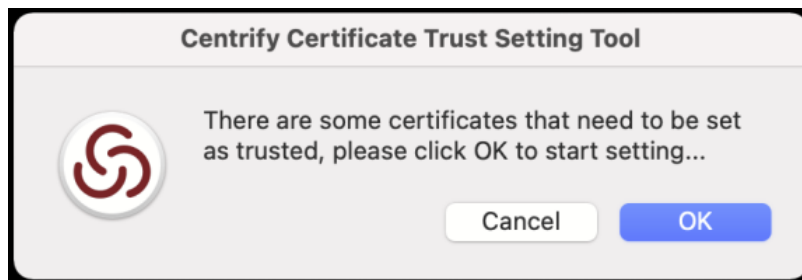 Centrify Certificate Trust Setting Tool
There are some certificates that need to be set
as trusted, please click OK to start setting...
Cancel
OK